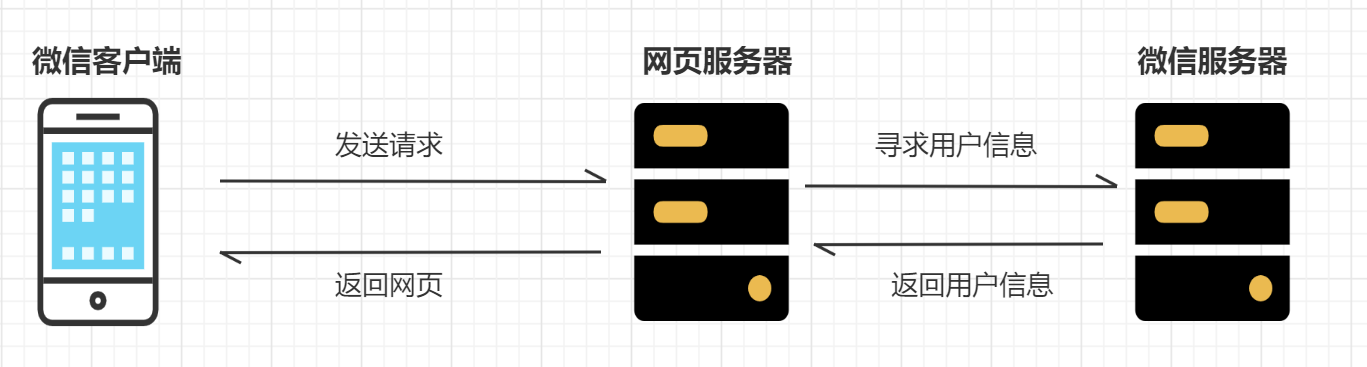 微信客户端
网页服务器
微信服务器
发送请求
寻求用户信息
返回网页
返回用户信息